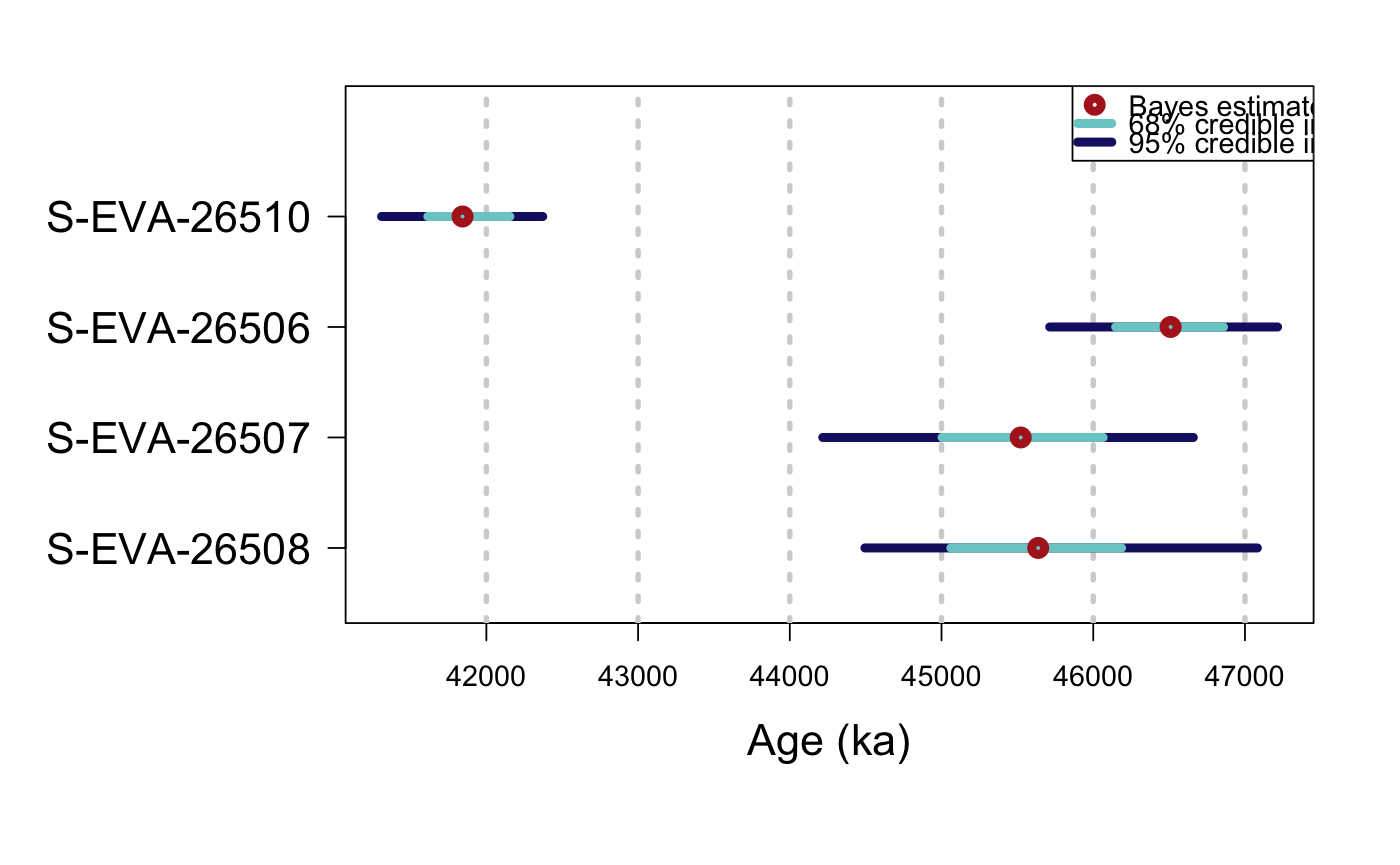 Bayes estimate
68% credible i
95% credible i
S-EVA-26510
S-EVA-26506
S-EVA-26507
S-EVA-26508
42000 43000 44000 45000 46000 47000
Age (ka)